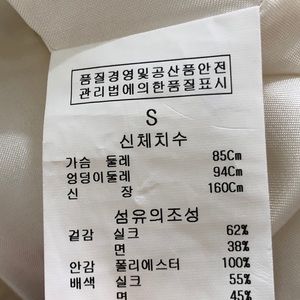 품질경영및공산품안전
관리법에의한품질표시
S
신체치수
가슴 둘레 85Cm
엉덩이둘레 94Cm
신 장 160Cm
섬유의조성
겉감 실크 62%
면 38%
안감 폴리에스터 100%
배색 실크 55%
면 45%